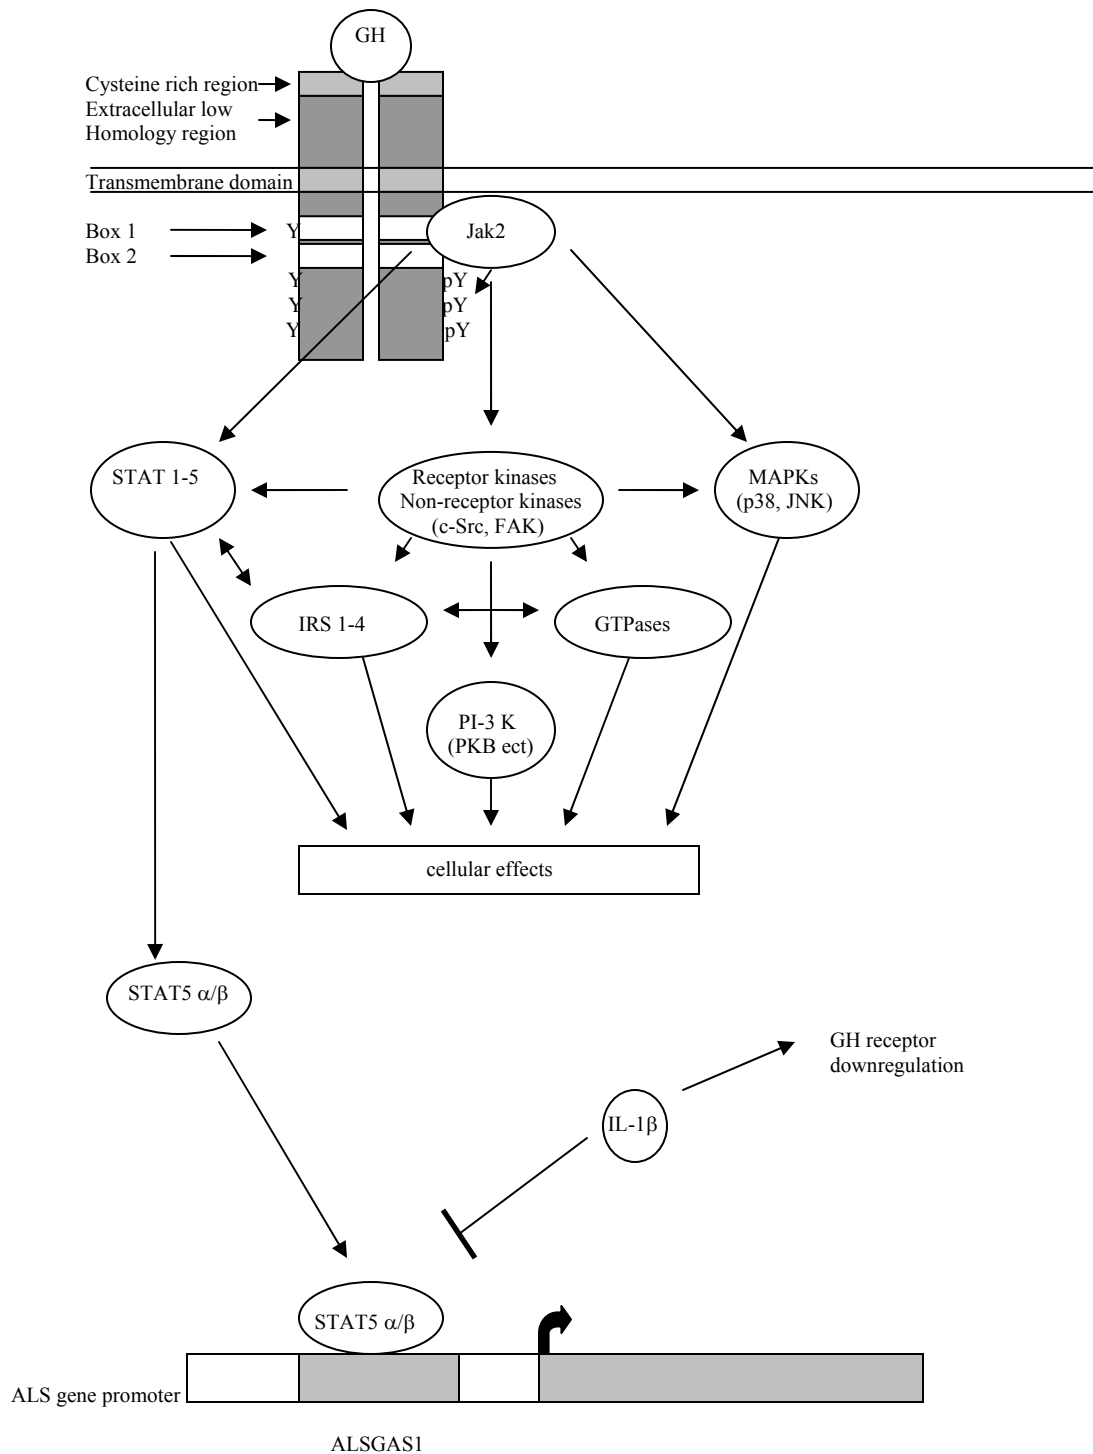 GH
Cysteine rich region
Extracellular low
Homology region
Transmembrane domain
Box 1
Y
Jak2
Box 2
Y
pY
Y
pY
Y
pY
STAT 1-5
Receptor kinases
Non-receptor kinases
(c-Src, FAK)
MAPKs
(p38, JNK)
IRS 1-4
GTPases
PI-3 K
(PKB ect)
cellular effects
STAT5 α/β
GH receptor
downregulation
IL-1β
STAT5 α/β
ALS gene promoter
ALSGAS1